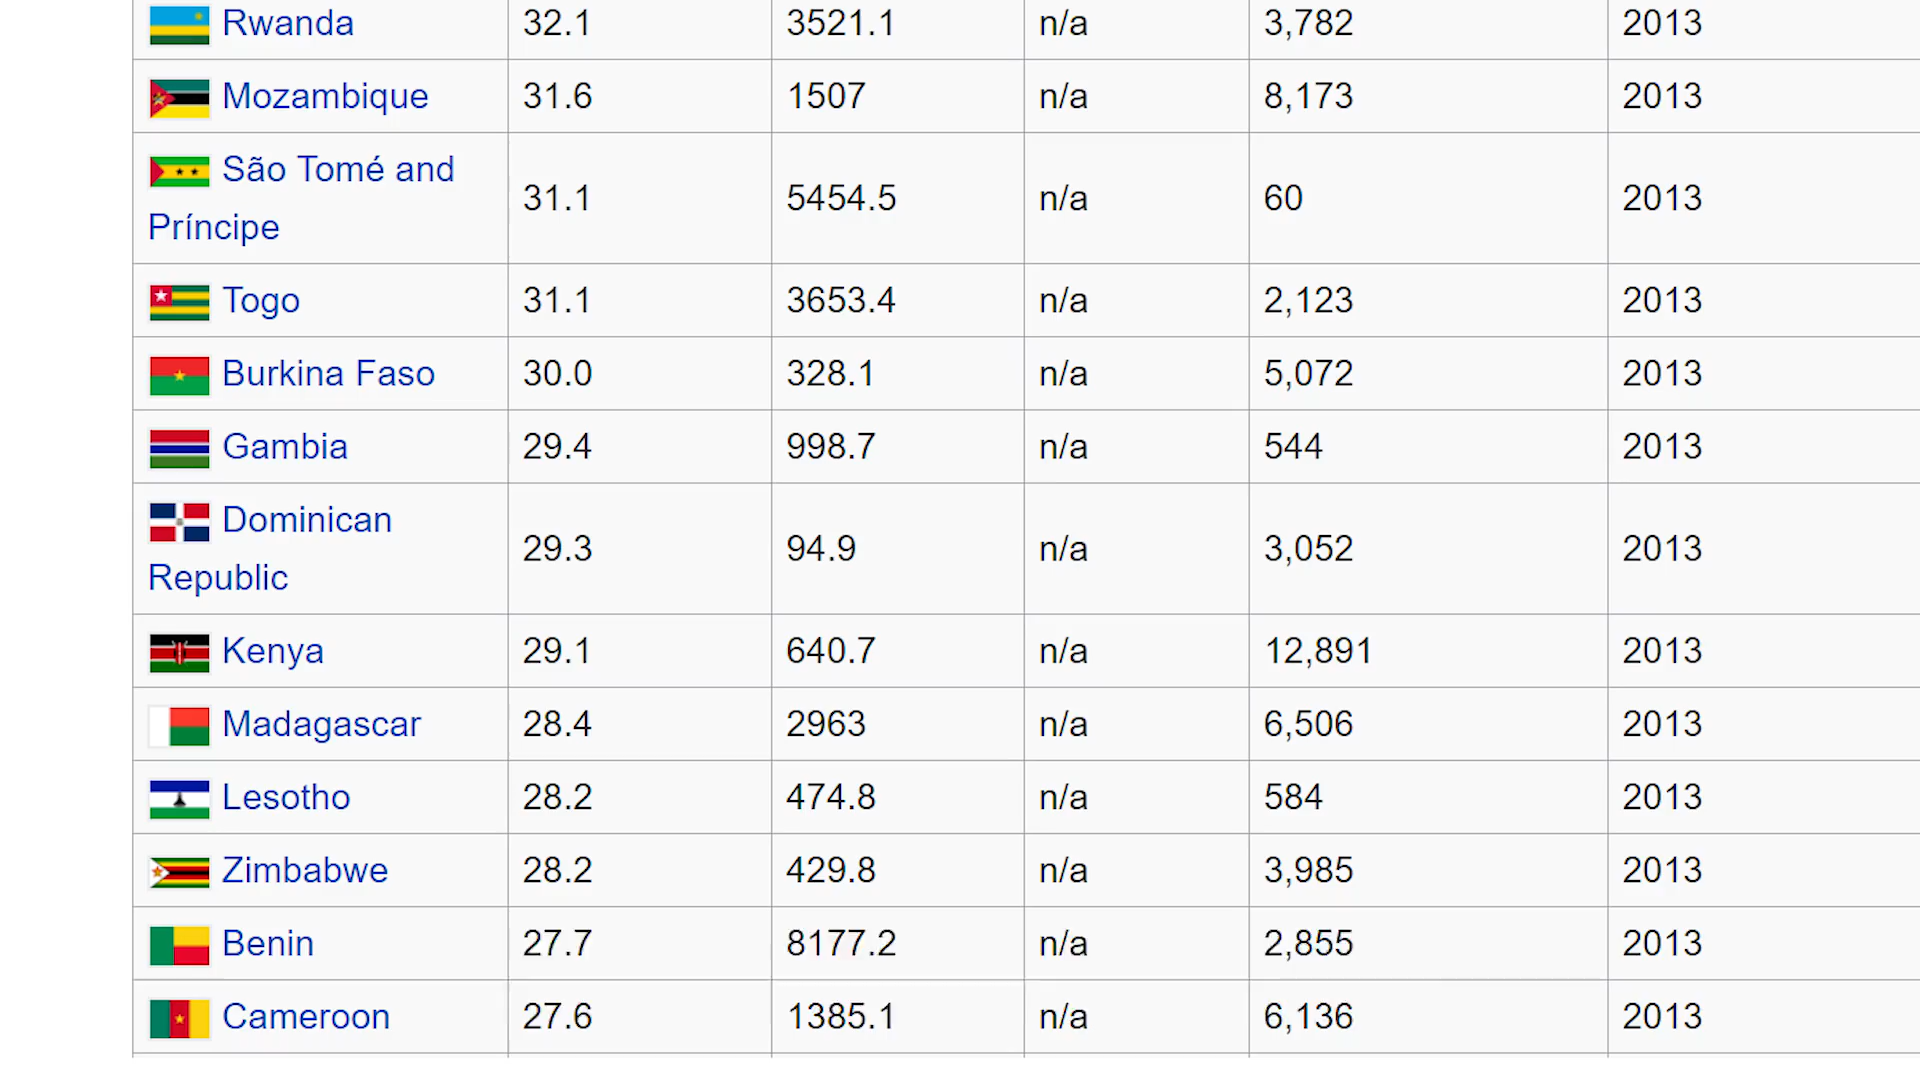 Rwanda 32.1 3521.1 n/a 3,782 2013
Mozambique 31.6 1507 n/a 8,173 2013
São Tomé and
Príncipe 31.1 5454.5 n/a 60 2013
Togo 31.1 3653.4 n/a 2,123 2013
Burkina Faso 30.0 328.1 n/a 5,072 2013
Gambia 29.4 998.7 n/a 544 2013
Dominican
Republic 29.3 94.9 n/a 3,052 2013
Kenya 29.1 640.7 n/a 12,891 2013
Madagascar 28.4 2963 n/a 6,506 2013
Lesotho 28.2 474.8 n/a 584 2013
Zimbabwe 28.2 429.8 n/a 3,985 2013
Benin 27.7 8177.2 n/a 2,855 2013
Cameroon 27.6 1385.1 n/a 6,136 2013